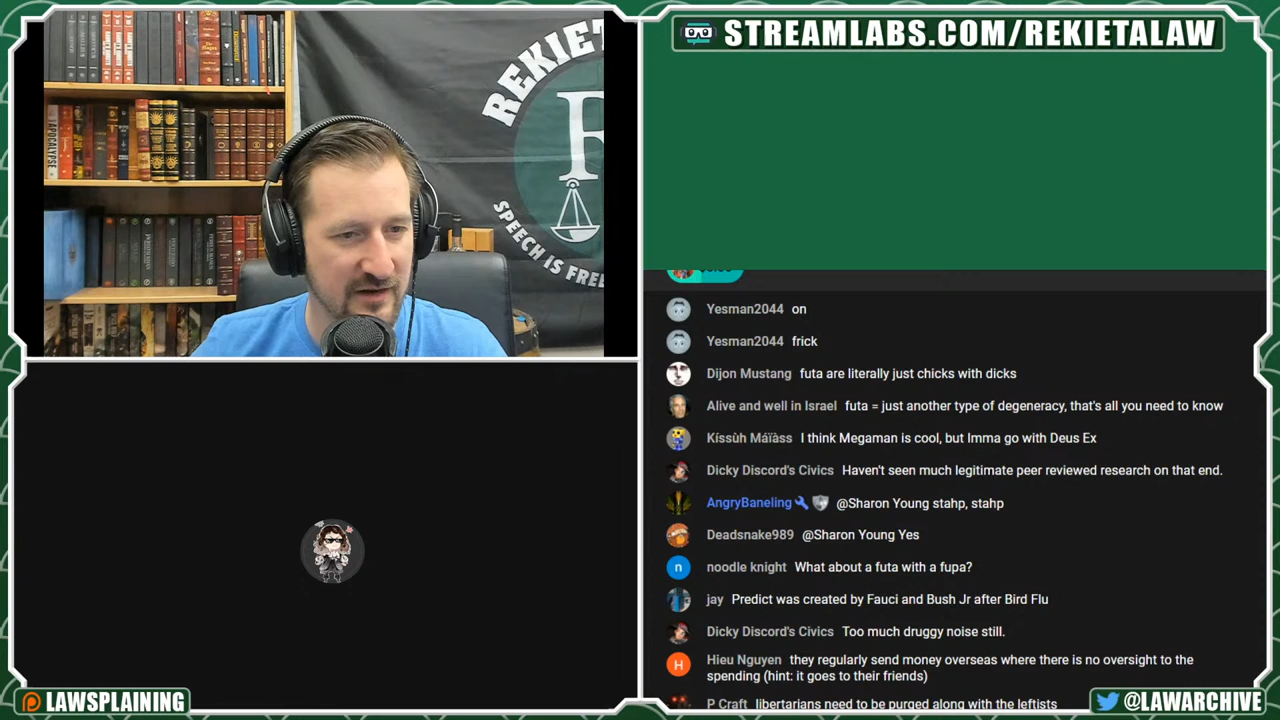 STREAMLABS.COM/REKIETALAW
REKIET
R
SPEECH IS FREE
APOCALYPSE
Yesman2044 on
Yesman2044 frick
Dijon Mustang futa are literally just chicks with dicks
Alive and well in Israel futa = just another type of degeneracy, that's all you need to know
Kíssùh Máïàss I think Megaman is cool, but Imma go with Deus Ex
Dicky Discord's Civics Haven't seen much legitimate peer reviewed research on that end.
AngryBaneling @Sharon Young stahp, stahp
Deadsnake989 @Sharon Young Yes
n noodle knight What about a futa with a fupa?
jay Predict was created by Fauci and Bush Jr after Bird Flu
Dicky Discord's Civics Too much druggy noise still.
H Hieu Nguyen they regularly send money overseas where there is no oversight to the
spending (hint: it goes to their friends)
P Craft libertarians need to be purged along with the leftists
LAWSPLAINING
@LAWARCHIVE